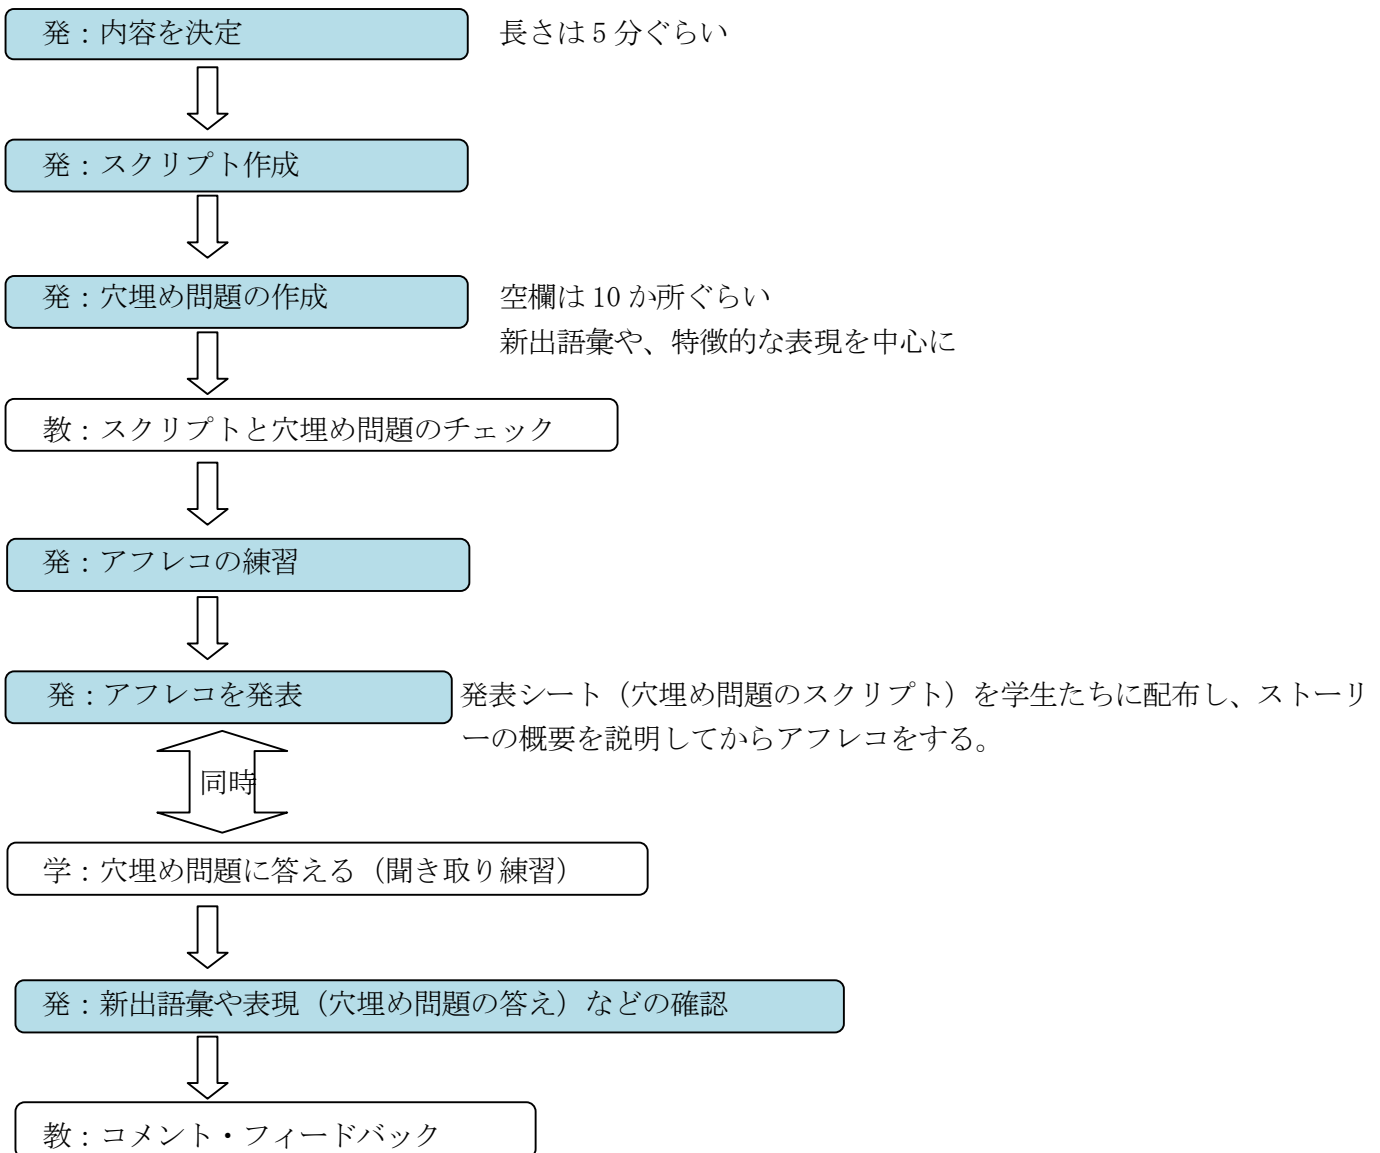 発：内容を決定
長さは5分ぐらい
発：スクリプト作成
発：穴埋め問題の作成
空欄は10か所ぐらい
新出語彙や、特徴的な表現を中心に
教：スクリプトと穴埋め問題のチェック
発：アフレコの練習
発：アフレコを発表
発表シート（穴埋め問題のスクリプト）を学生たちに配布し、ストーリ
ーの概要を説明してからアフレコをする。
同時
学：穴埋め問題に答える（聞き取り練習）
発：新出語彙や表現（穴埋め問題の答え）などの確認
教：コメント・フィードバック